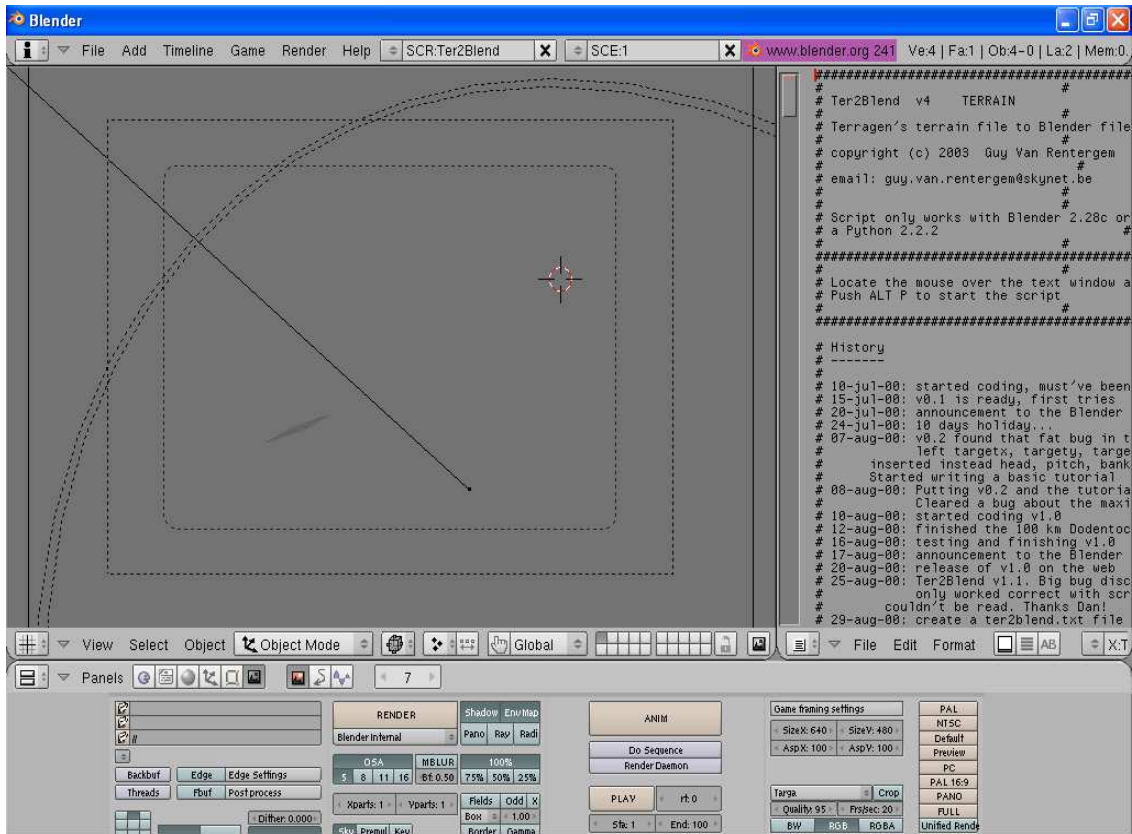 Blender
File Add Timeline Game Render Help SCR:Ter2Blend X SCE:1 X www.blender.org 241 Ve:4 | Fa:1 | Ob:4-0 | La:2 | Mem:0.
##########################################
# #
# Ter2Blend v4 TERRAIN
# #
# Terragen's terrain file to Blender file
# #
# copyright (c) 2003 Guy Van Rentergem
# #
# email: guy.van.rentergem@skynet.be
# #
# #
# Script only works with Blender 2.28c or
# a Python 2.2.2 #
# #
##########################################
# #
# Locate the mouse over the text window a
# Push ALT P to start the script
# #
##########################################
# History
# -------
#
# 10-jul-00: started coding, must've been
# 15-jul-00: v0.1 is ready, first tries
# 20-jul-00: announcement to the Blender
# 24-jul-00: 10 days holiday...
# 07-aug-00: v0.2 found that fat bug in t
# left targetx, targety, targe
# inserted instead head, pitch, bank
# Started writing a basic tutorial
# 08-aug-00: Putting v0.2 and the tutoria
# Cleared a bug about the maxi
# 10-aug-00: started coding v1.0
# 12-aug-00: finished the 100 km Dodentoc
# 16-aug-00: testing and finishing v1.0
# 17-aug-00: announcement to the Blender
# 20-aug-00: release of v1.0 on the web
# 25-aug-00: Ter2Blend v1.1. Big bug disc
# only worked correct with scr
# couldn't be read. Thanks Dan!
# 29-aug-00: create a ter2blend.txt file
View Select Object Object Mode Global
File Edit Format AB X:T
Panels 7
//
Backbuf Edge Edge Settings
Threads Fbuf Postprocess
Dither: 0.000
RENDER
Blender Internal
Shadow EnvMap
Pano Ray Radi
OSA MBLUR 100%
5 8 11 16 Bf: 0.50 75% 50% 25%
Xparts: 1 Yparts: 1 Fields Odd X
Box 1.00
Sky Premul Key Border Gamma
ANIM
Do Sequence
Render Daemon
PLAY rt: 0
Sta: 1 End: 100
Game framing settings
SizeX: 640 SizeY: 480
AspX: 100 AspY: 100
Targa Crop
Quality: 95 Frs/sec: 20
BW RGB RGBA
PAL
NTSC
Default
Preview
PC
PAL 16:9
PANO
FULL
Unified Rende